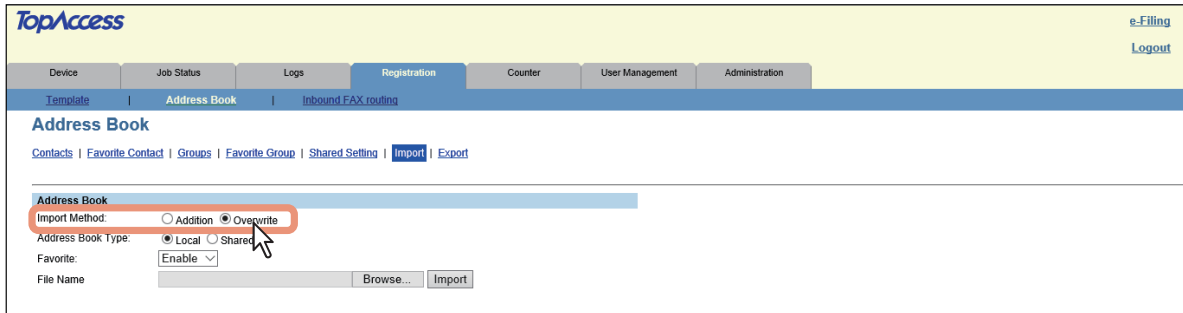 TopAccess
e-Filing
Logout
Device Job Status Logs Registration Counter User Management Administration
Template | Address Book | Inbound FAX routing
Address Book
Contacts | Favorite Contact | Groups | Favorite Group | Shared Setting | Import | Export
Address Book
Import Method: Addition Overwrite
Address Book Type: Local Shared
Favorite: Enable
File Name Browse... Import